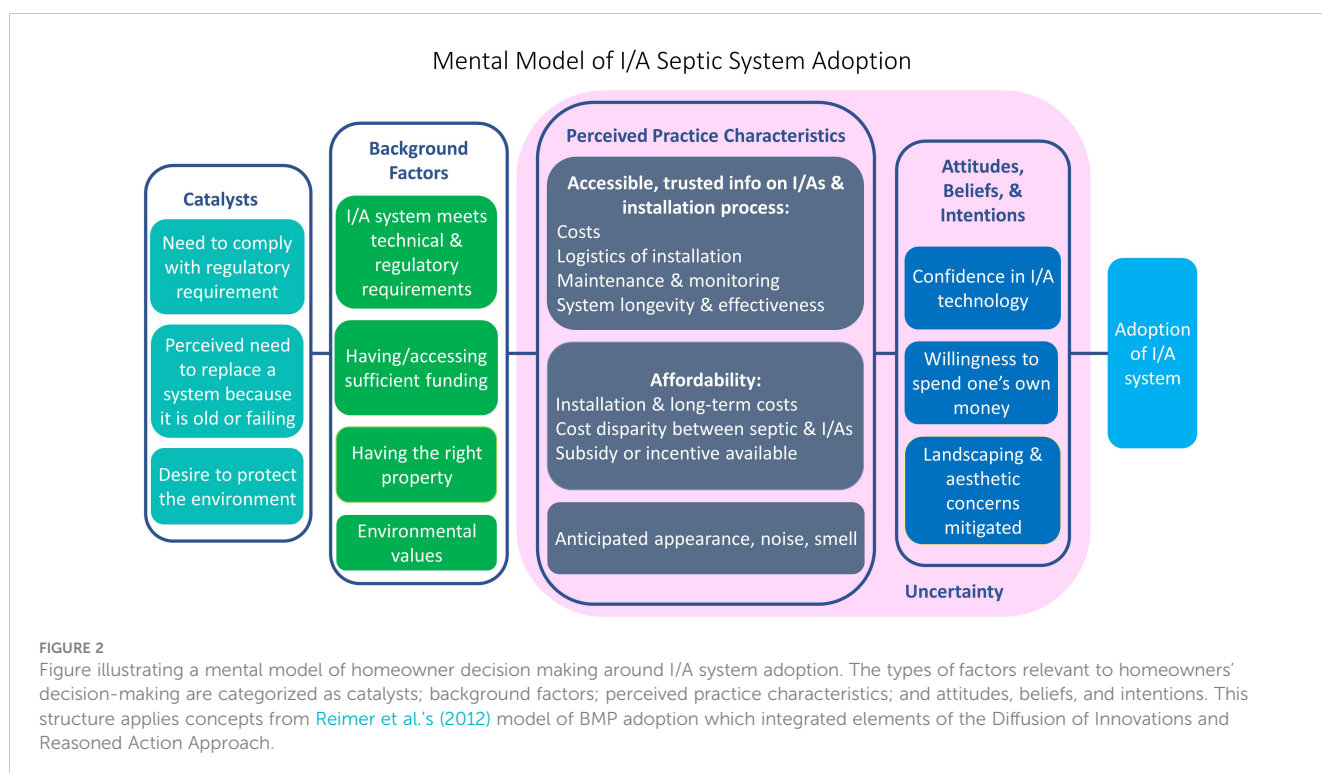 Mental Model of I/A Septic System Adoption
Catalysts
Need to comply
with regulatory
requirement
Perceived need
to replace a
system because
it is old or failing
Desire to protect
the environment
Background
Factors
I/A system meets
technical &
regulatory
requirements
Having/accessing
sufficient funding
Having the right
property
Environmental
values
Perceived Practice Characteristics
Accessible, trusted info on I/As &
installation process:
Costs
Logistics of installation
Maintenance & monitoring
System longevity & effectiveness
Affordability:
Installation & long-term costs
Cost disparity between septic & I/As
Subsidy or incentive available
Anticipated appearance, noise, smell
Attitudes,
Beliefs, &
Intentions
Confidence in I/A
technology
Willingness to
spend one's own
money
Landscaping &
aesthetic
concerns
mitigated
Uncertainty
Adoption
of I/A
system
FIGURE 2
Figure illustrating a mental model of homeowner decision making around I/A system adoption. The types of factors relevant to homeowners'
decision-making are categorized as catalysts; background factors; perceived practice characteristics; and attitudes, beliefs, and intentions. This
structure applies concepts from Reimer et al.'s (2012) model of BMP adoption which integrated elements of the Diffusion of Innovations and
Reasoned Action Approach.